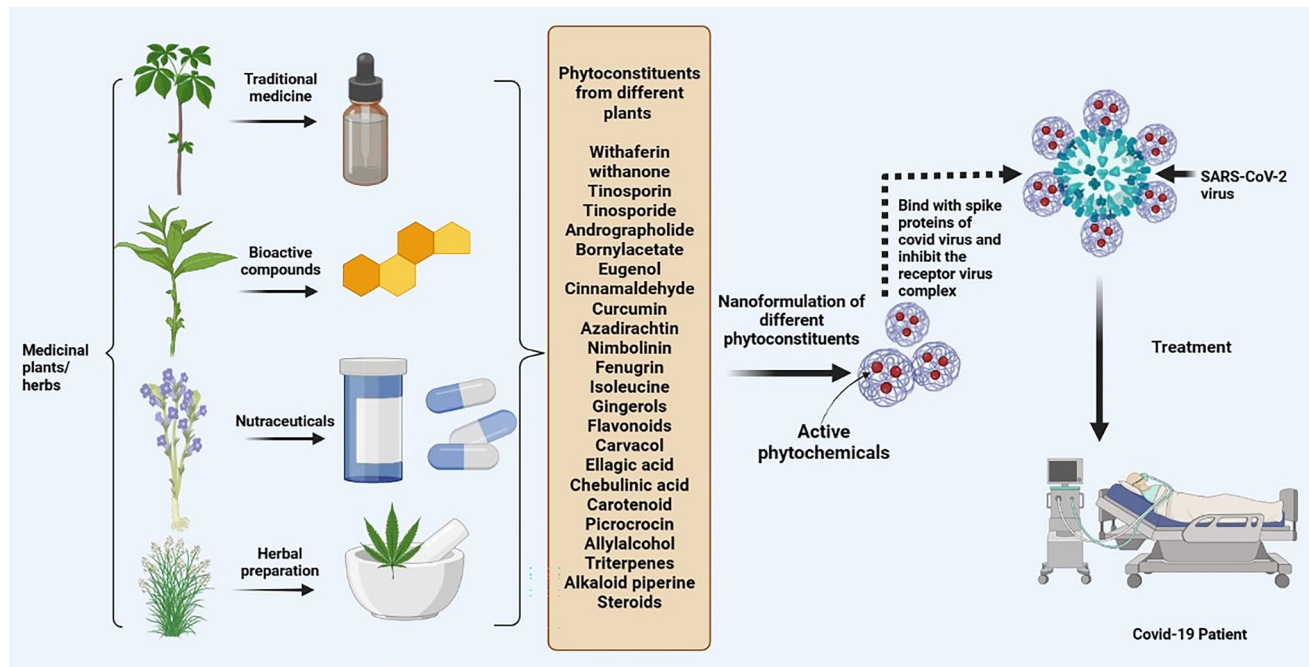 Medicinal
plants/
herbs
Traditional
medicine
Bioactive
compounds
Nutraceuticals
Herbal
preparation
Phytoconstituents
from different
plants
Withaferin
withanone
Tinosporin
Tinosporide
Andrographolide
Bornylacetate
Eugenol
Cinnamaldehyde
Curcumin
Azadirachtin
Nimbolinin
Fenugrin
Isoleucine
Gingerols
Flavonoids
Carvacol
Ellagic acid
Chebulinic acid
Carotenoid
Picrocrocin
Allylalcohol
Triterpenes
Alkaloid piperine
Steroids
Nanoformulation of
different
phytoconstituents
Active
phytochemicals
Bind with spike
proteins of
covid virus and
inhibit the
receptor virus
complex
SARS-CoV-2
virus
Treatment
Covid-19 Patient